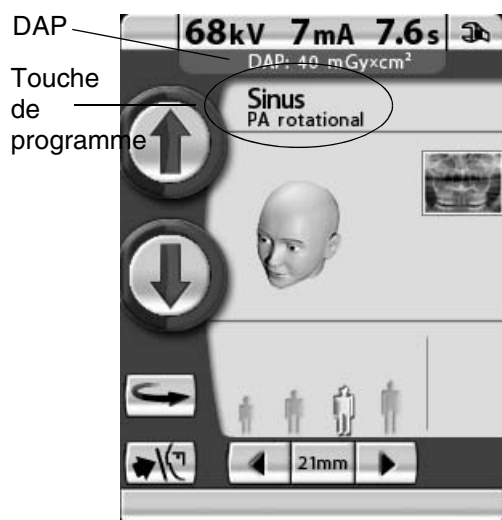 DAP
68kV 7mA 7.6s
DAP: 40 mGy×cm²
Touche
de
programme
Sinus
PA rotational
21mm